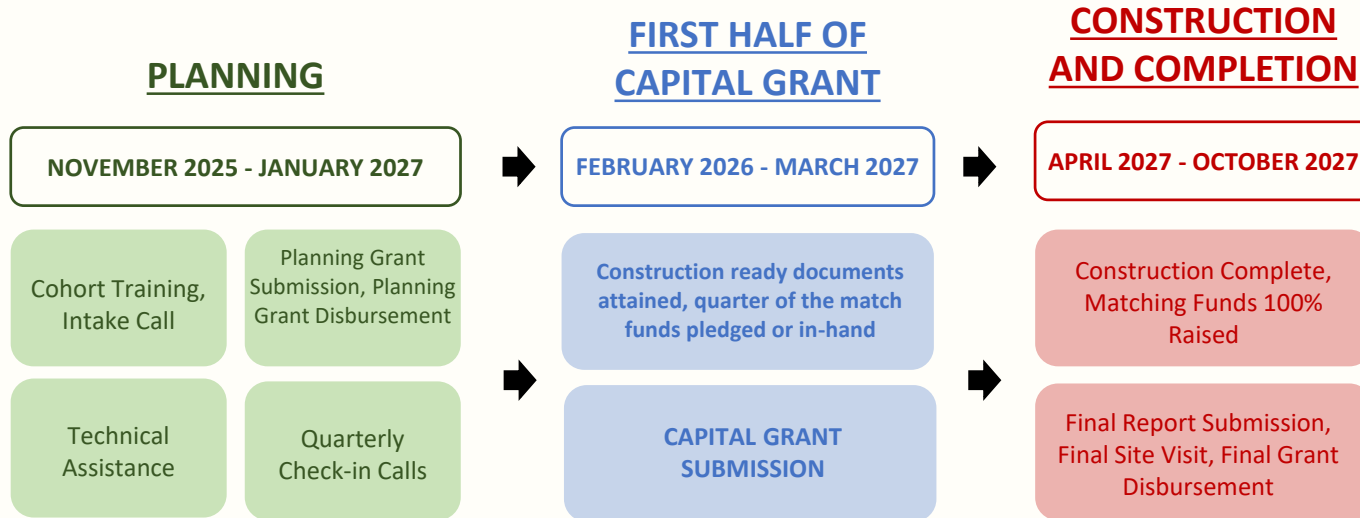 PLANNING
FIRST HALF OF
CAPITAL GRANT
CONSTRUCTION
AND COMPLETION
NOVEMBER 2025 - JANUARY 2027
FEBRUARY 2026 - MARCH 2027
APRIL 2027 - OCTOBER 2027
Cohort Training,
Intake Call
Planning Grant
Submission, Planning
Grant Disbursement
Technical
Assistance
Quarterly
Check-in Calls
Construction ready documents
attained, quarter of the match
funds pledged or in-hand
CAPITAL GRANT
SUBMISSION
Construction Complete,
Matching Funds 100%
Raised
Final Report Submission,
Final Site Visit, Final Grant
Disbursement